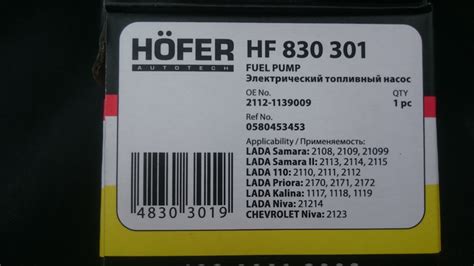 HÖFER
AUTOTECH
HF 830 301
FUEL PUMP
Электрический топливный насос
OE No.
QTY
2112-1139009
1 pc
Ref No.
0580453453
Applicability / Применяемость:
LADA Samara: 2108, 2109, 21099
LADA Samara II: 2113, 2114, 2115
LADA 110: 2110, 2111, 2112
LADA Priora: 2170, 2171, 2172
LADA Kalina: 1117, 1118, 1119
LADA Niva: 21214
CHEVROLET Niva: 2123
4830 3019